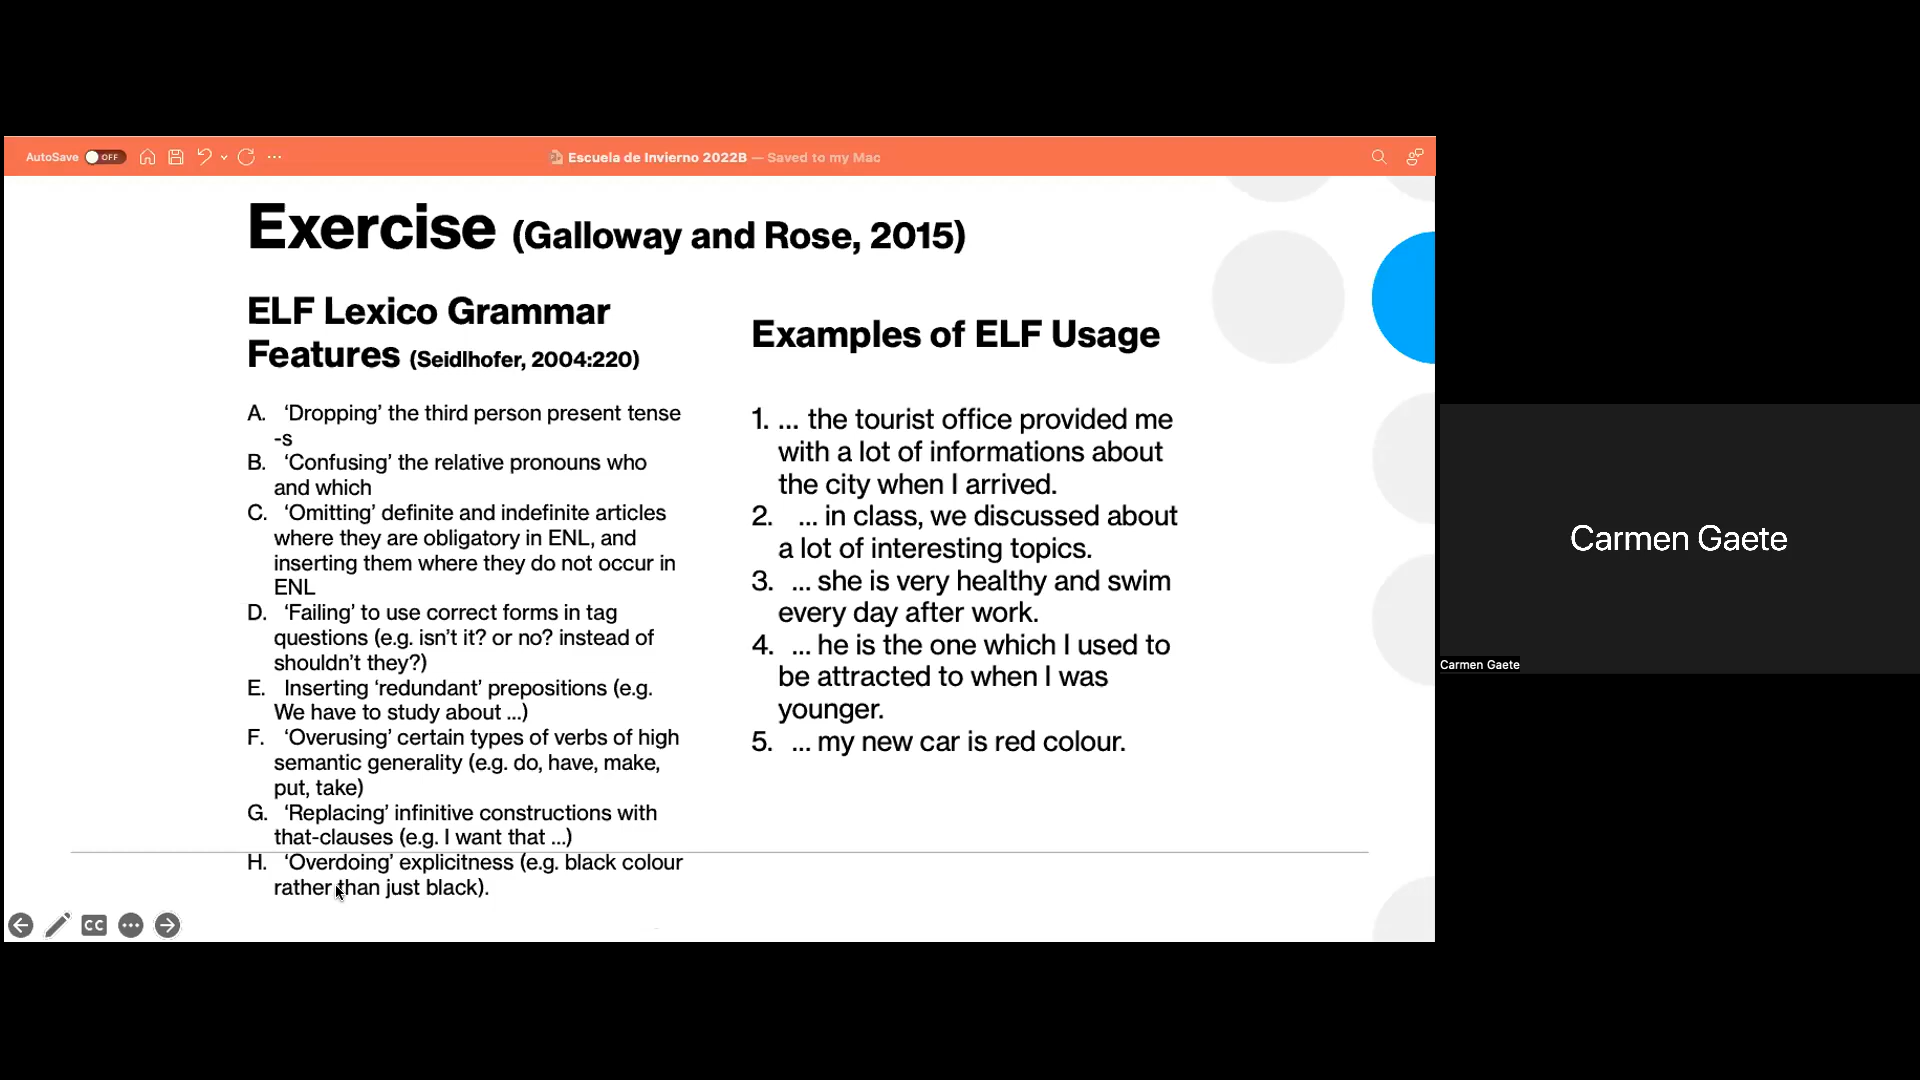 AutoSave OFF
Escuela de Invierno 2022B — Saved to my Mac
Exercise (Galloway and Rose, 2015)
ELF Lexico Grammar
Features (Seidlhofer, 2004:220)
A. ‘Dropping’ the third person present tense
-s
B. ‘Confusing’ the relative pronouns who
and which
C. ‘Omitting’ definite and indefinite articles
where they are obligatory in ENL, and
inserting them where they do not occur in
ENL
D. ‘Failing’ to use correct forms in tag
questions (e.g. isn’t it? or no? instead of
shouldn’t they?)
E. Inserting ‘redundant’ prepositions (e.g.
We have to study about ...)
F. ‘Overusing’ certain types of verbs of high
semantic generality (e.g. do, have, make,
put, take)
G. ‘Replacing’ infinitive constructions with
that-clauses (e.g. I want that ...)
H. ‘Overdoing’ explicitness (e.g. black colour
rather than just black).
Examples of ELF Usage
1. ... the tourist office provided me
with a lot of informations about
the city when I arrived.
2. ... in class, we discussed about
a lot of interesting topics.
3. ... she is very healthy and swim
every day after work.
4. ... he is the one which I used to
be attracted to when I was
younger.
5. ... my new car is red colour.
CC
Carmen Gaete
Carmen Gaete